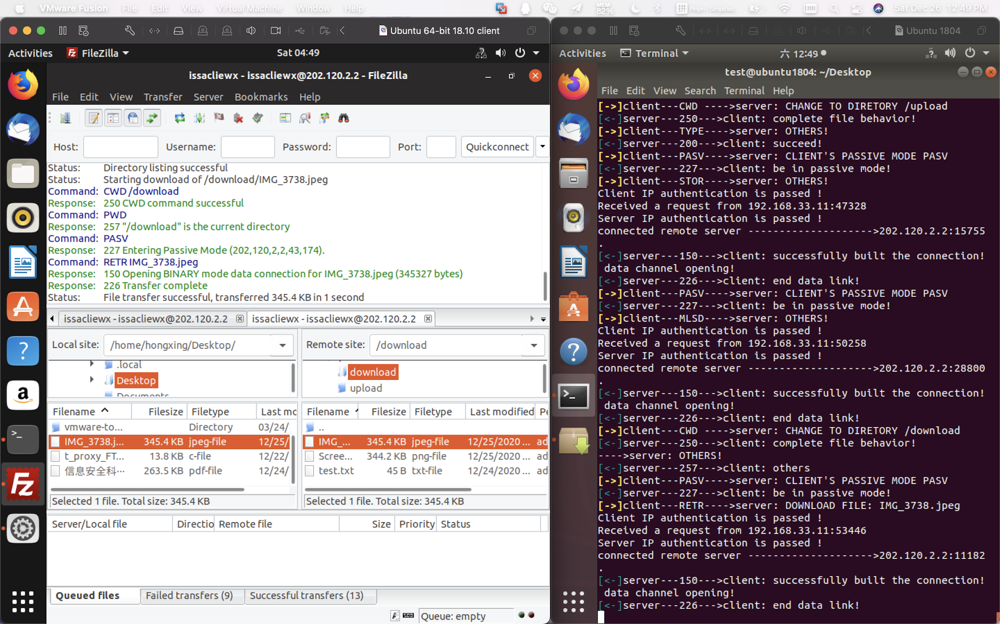 VMware Fusion File Edit View Virtual Machine Window Help MEM 82% 拼 Pinyin - Simplified Sat Dec 26 12:49 PM
Ubuntu 64-bit 18.10 client
Activities FileZilla Sat 04:49
issacliewx - issacliewx@202.120.2.2 - FileZilla
File Edit View Transfer Server Bookmarks Help
Host: Username: Password: Port: Quickconnect
Status: Directory listing successful
Status: Starting download of /download/IMG_3738.jpeg
Command: CWD /download
Response: 250 CWD command successful
Command: PWD
Response: 257 "/download" is the current directory
Command: PASV
Response: 227 Entering Passive Mode (202,120,2,2,43,174).
Command: RETR IMG_3738.jpeg
Response: 150 Opening BINARY mode data connection for IMG_3738.jpeg (345327 bytes)
Response: 226 Transfer complete
Status: File transfer successful, transferred 345.4 KB in 1 second
issacliewx - issacliewx@202.120.2.2 issacliewx - issacliewx@202.120.2.2
Local site: /home/hongxing/Desktop/
.local
Desktop
Documents
Filename Filesize Filetype Last mo
vmware-to... Directory 03/24/
IMG_3738.j... 345.4 KB jpeg-file 12/25/
t_proxy_FT... 13.8 KB c-file 12/22/
信息安全科... 263.5 KB pdf-file 12/24/
Selected 1 file. Total size: 345.4 KB
Remote site: /download
download
upload
Filename Filesize Filetype Last modified Pe
..
IMG_... 345.4 KB jpeg-file 12/25/2020 ... ad
Scree... 344.2 KB png-file 12/25/2020 ... ad
test.txt 45 B txt-file 12/24/2020 ... ad
Selected 1 file. Total size: 345.4 KB
Server/Local file Directio Remote file Size Priority Status
Queued files Failed transfers (9) Successful transfers (13)
Queue: empty
Ubuntu 1804
Activities Terminal 六 12:49
test@ubuntu1804: ~/Desktop
File Edit View Search Terminal Help
[->]client---CWD ---->server: CHANGE TO DIRETORY /upload
[<-]server---250--->client: complete file behavior!
[->]client---TYPE---->server: OTHERS!
[<-]server---200--->client: succeed!
[->]client---PASV---->server: CLIENT'S PASSIVE MODE PASV
[<-]server---227--->client: be in passive mode!
[->]client---STOR---->server: OTHERS!
Client IP authentication is passed !
Received a request from 192.168.33.11:47328
Server IP authentication is passed !
connected remote server -------------------->202.120.2.2:15755
.
[<-]server---150--->client: successfully built the connection!
data channel opening!
[<-]server---226--->client: end data link!
[->]client---PASV---->server: CLIENT'S PASSIVE MODE PASV
[<-]server---227--->client: be in passive mode!
[->]client---MLSD---->server: OTHERS!
Client IP authentication is passed !
Received a request from 192.168.33.11:50258
Server IP authentication is passed !
connected remote server -------------------->202.120.2.2:28800
.
[<-]server---150--->client: successfully built the connection!
data channel opening!
[<-]server---226--->client: end data link!
[->]client---CWD ---->server: CHANGE TO DIRETORY /download
[<-]server---250--->client: complete file behavior!
---->server: OTHERS!
[<-]server---257--->client: others
[->]client---PASV---->server: CLIENT'S PASSIVE MODE PASV
[<-]server---227--->client: be in passive mode!
[->]client---RETR---->server: DOWNLOAD FILE: IMG_3738.jpeg
Client IP authentication is passed !
Received a request from 192.168.33.11:53446
Server IP authentication is passed !
connected remote server -------------------->202.120.2.2:11182
.
[<-]server---150--->client: successfully built the connection!
data channel opening!
[<-]server---226--->client: end data link!